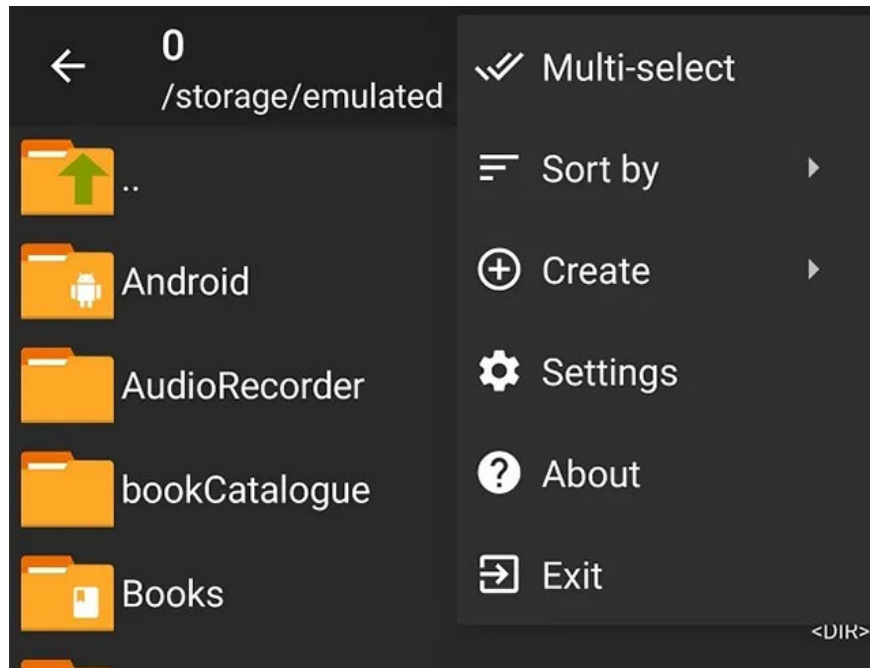 0
/storage/emulated
..
Android
AudioRecorder
bookCatalogue
Books
Multi-select
Sort by
Create
Settings
About
Exit
<DIR>